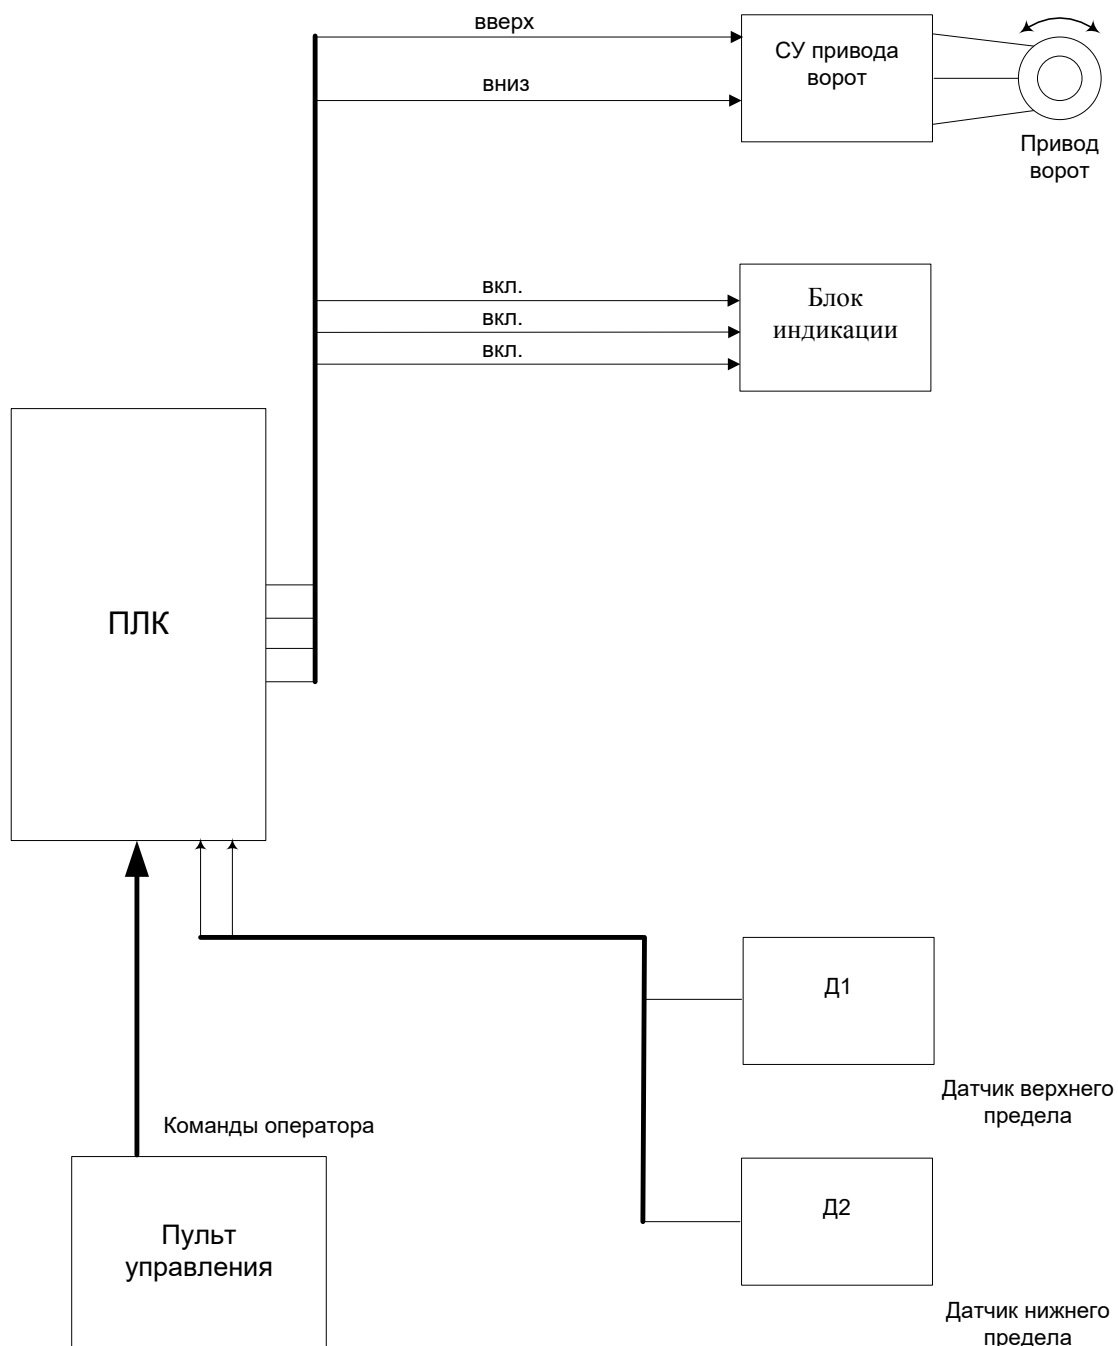 вверх
СУ привода
ворот
вниз
Привод
ворот
вкл.
вкл.
вкл.
Блок
индикации
ПЛК
Д1
Датчик верхнего
предела
Команды оператора
Пульт
управления
Д2
Датчик нижнего
предела